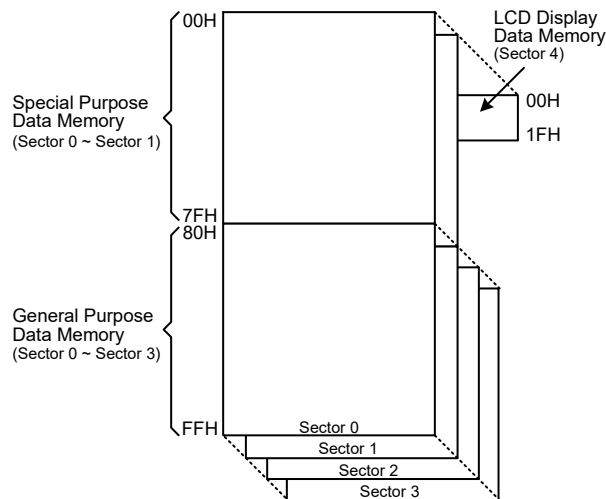 00H
LCD Display
Data Memory
(Sector 4)
00H
1FH
Special Purpose
Data Memory
(Sector 0 ~ Sector 1)
7FH
80H
General Purpose
Data Memory
(Sector 0 ~ Sector 3)
FFH
Sector 0
Sector 1
Sector 2
Sector 3